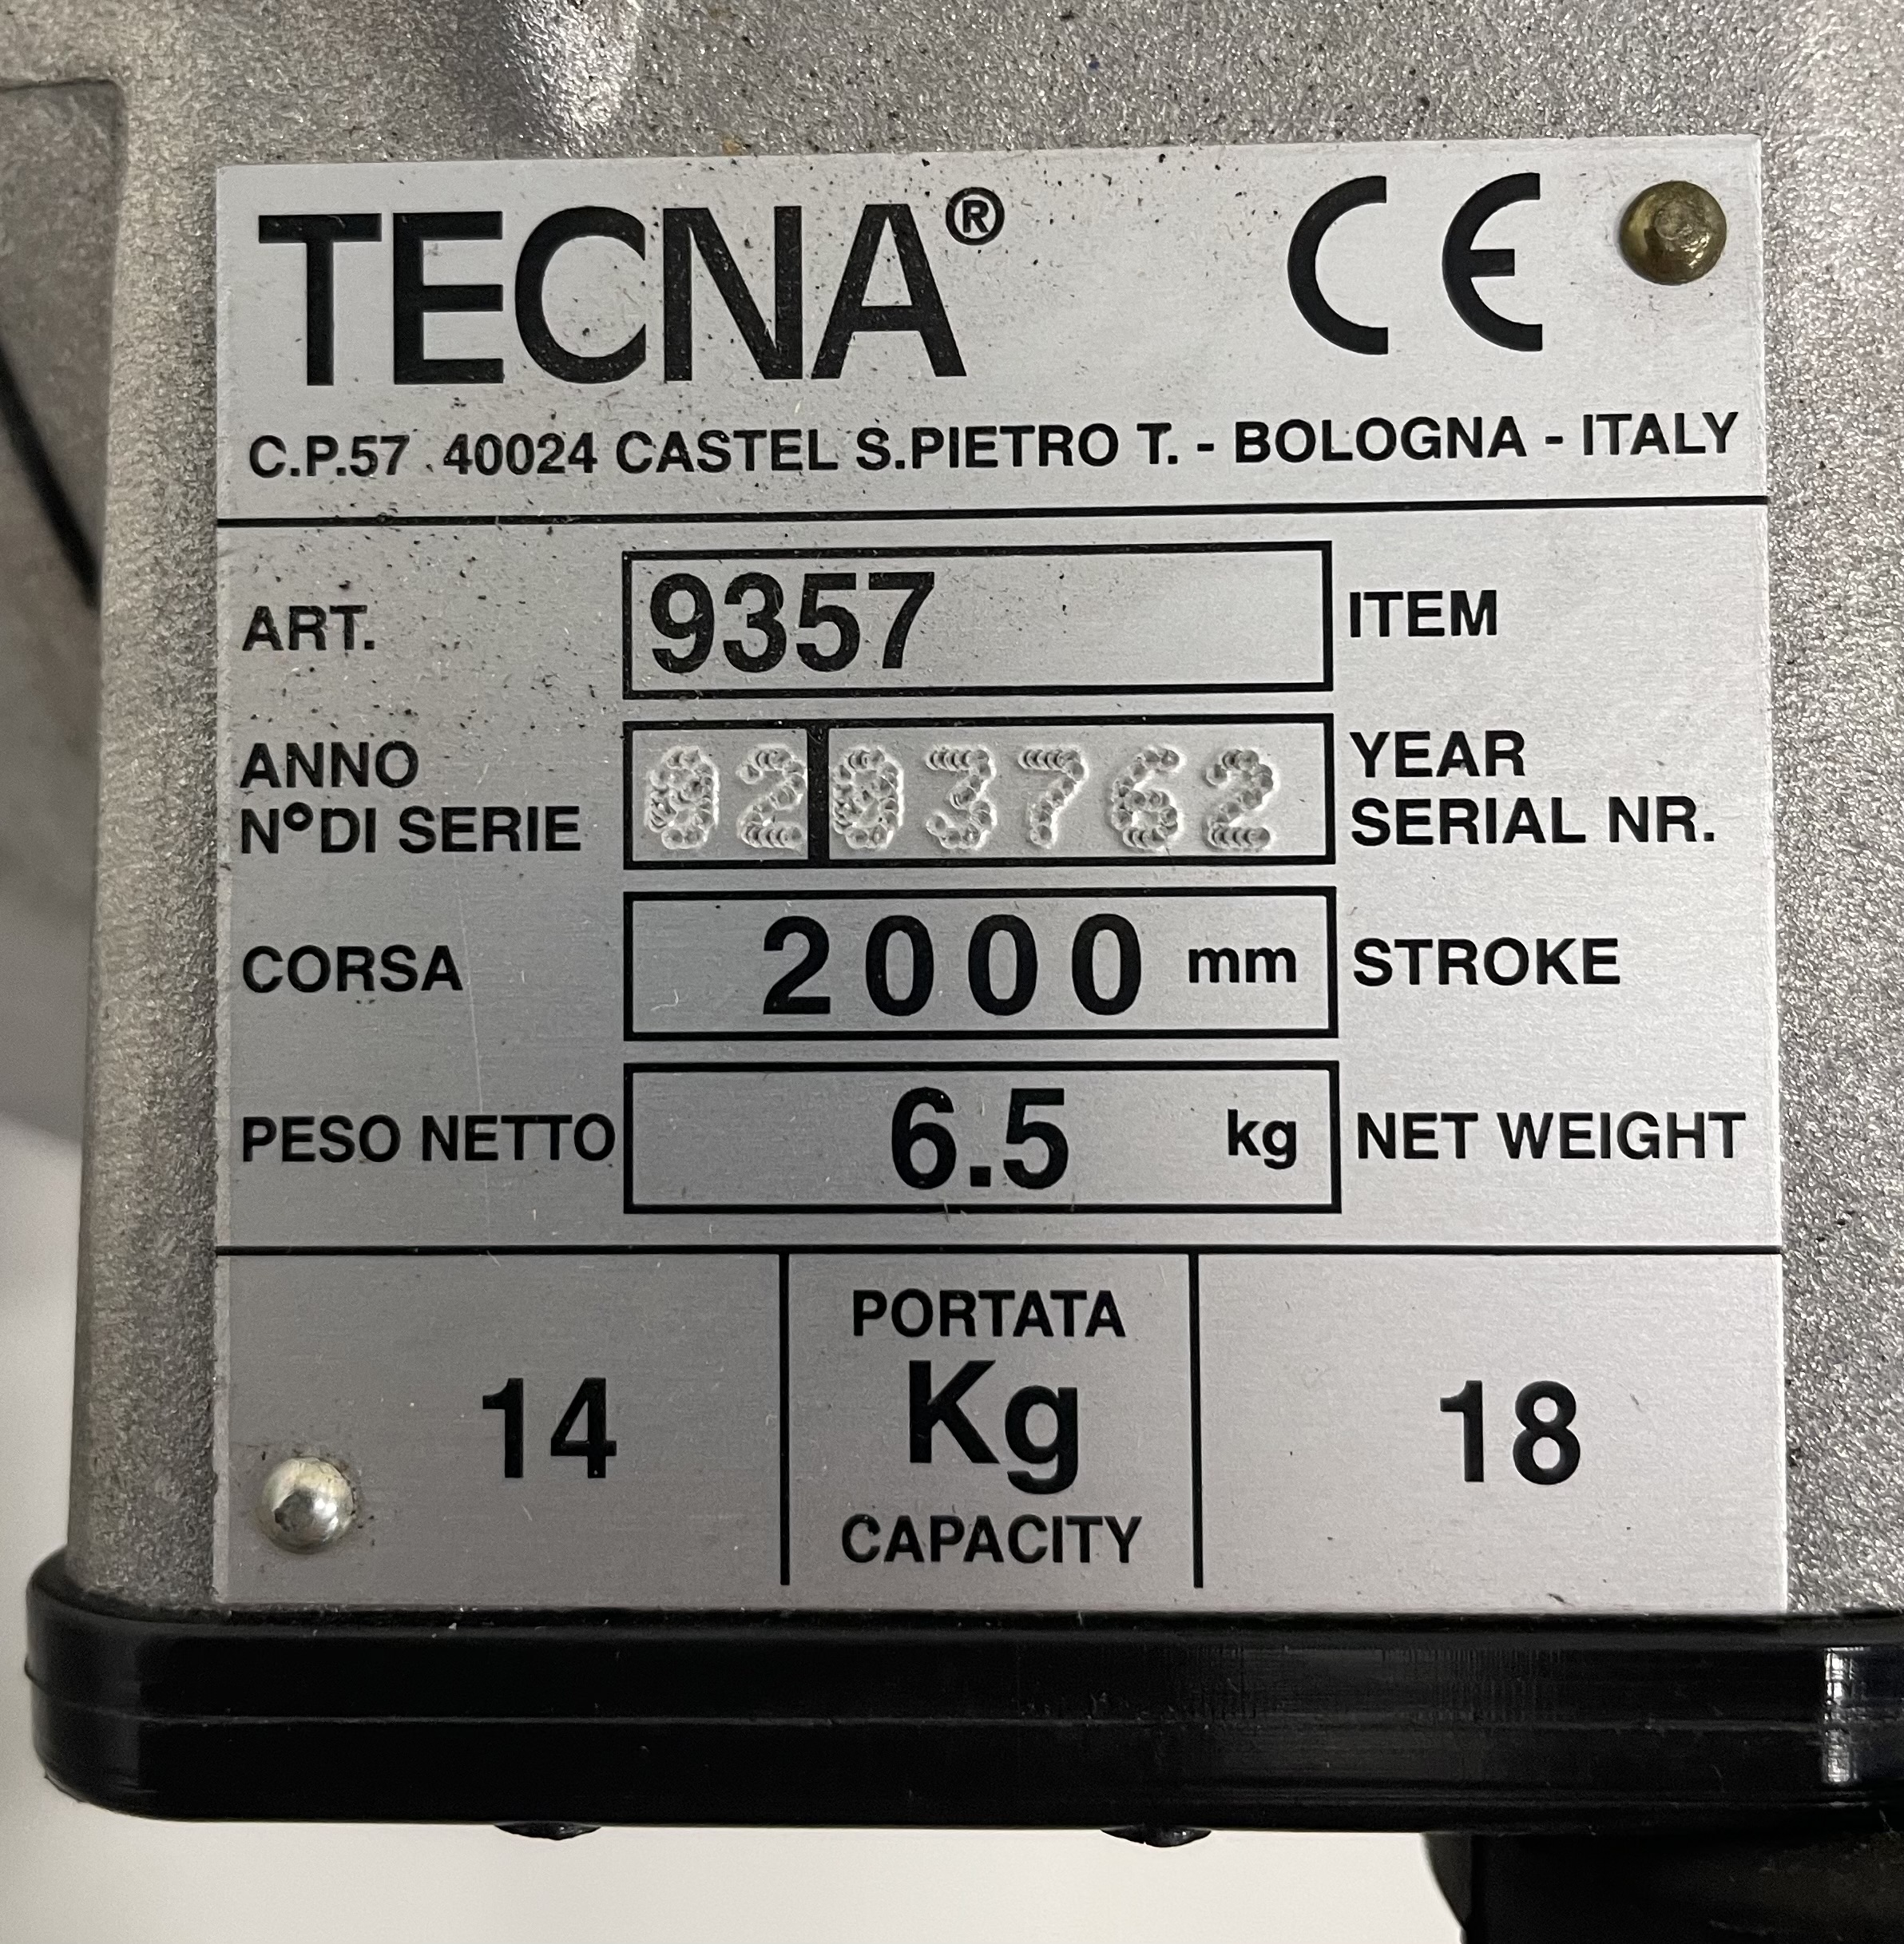 TECNA® CE
C.P.57 . 40024 CASTEL S.PIETRO T. - BOLOGNA - ITALY
ART. 9357 ITEM
ANNO YEAR
N°DI SERIE 02 03762 SERIAL NR.
CORSA 2000 mm STROKE
PESO NETTO 6.5 kg NET WEIGHT
PORTATA
14 Kg 18
CAPACITY